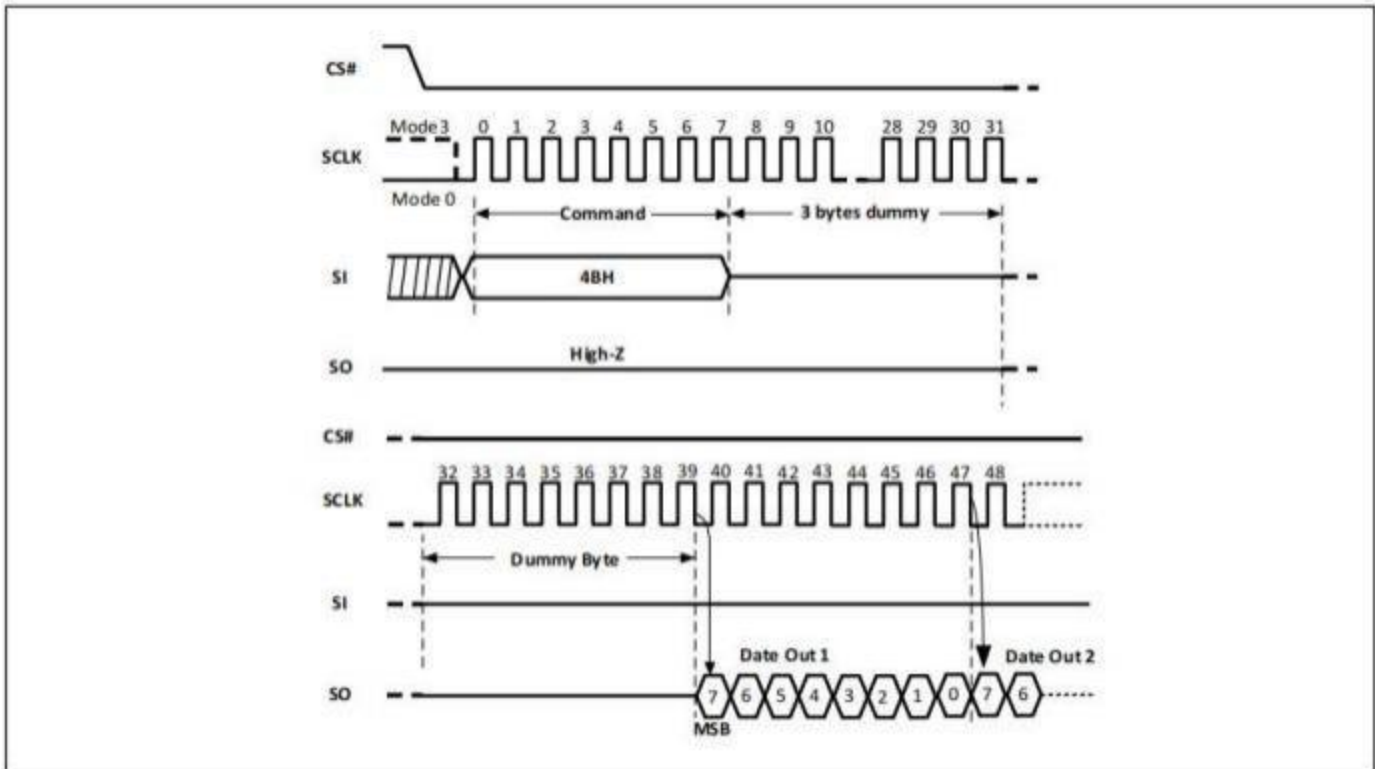 CS#
Mode 3 0 1 2 3 4 5 6 7 8 9 10 28 29 30 31
SCLK
Mode 0
Command 3 bytes dummy
SI 4BH
High-Z
SO
CS#
32 33 34 35 36 37 38 39 40 41 42 43 44 45 46 47 48
SCLK
Dummy Byte
SI
Date Out 1 Date Out 2
SO 7 6 5 4 3 2 1 0 7 6
MSB